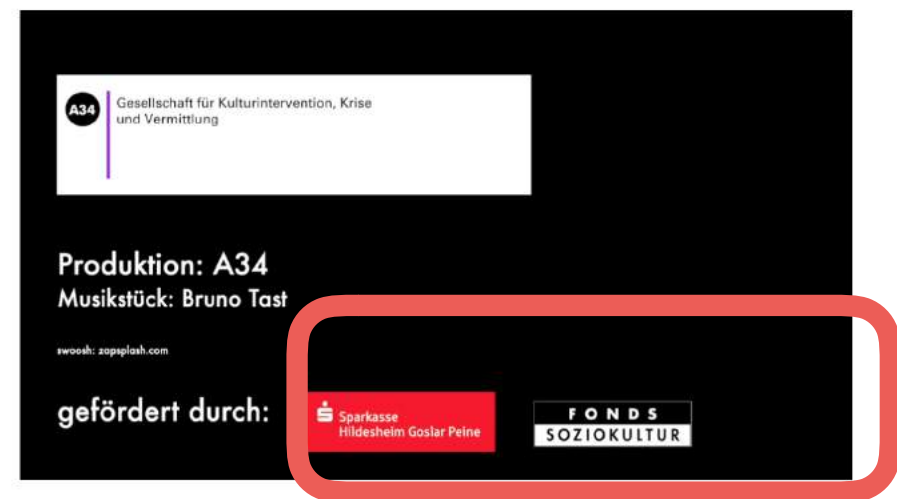 A34
Gesellschaft für Kulturintervention, Krise
und Vermittlung
Produktion: A34
Musikstück: Bruno Tast
swoosh: zapsplash.com
gefördert durch:
Sparkasse
Hildesheim Goslar Peine
FONDS
SOZIOKULTUR